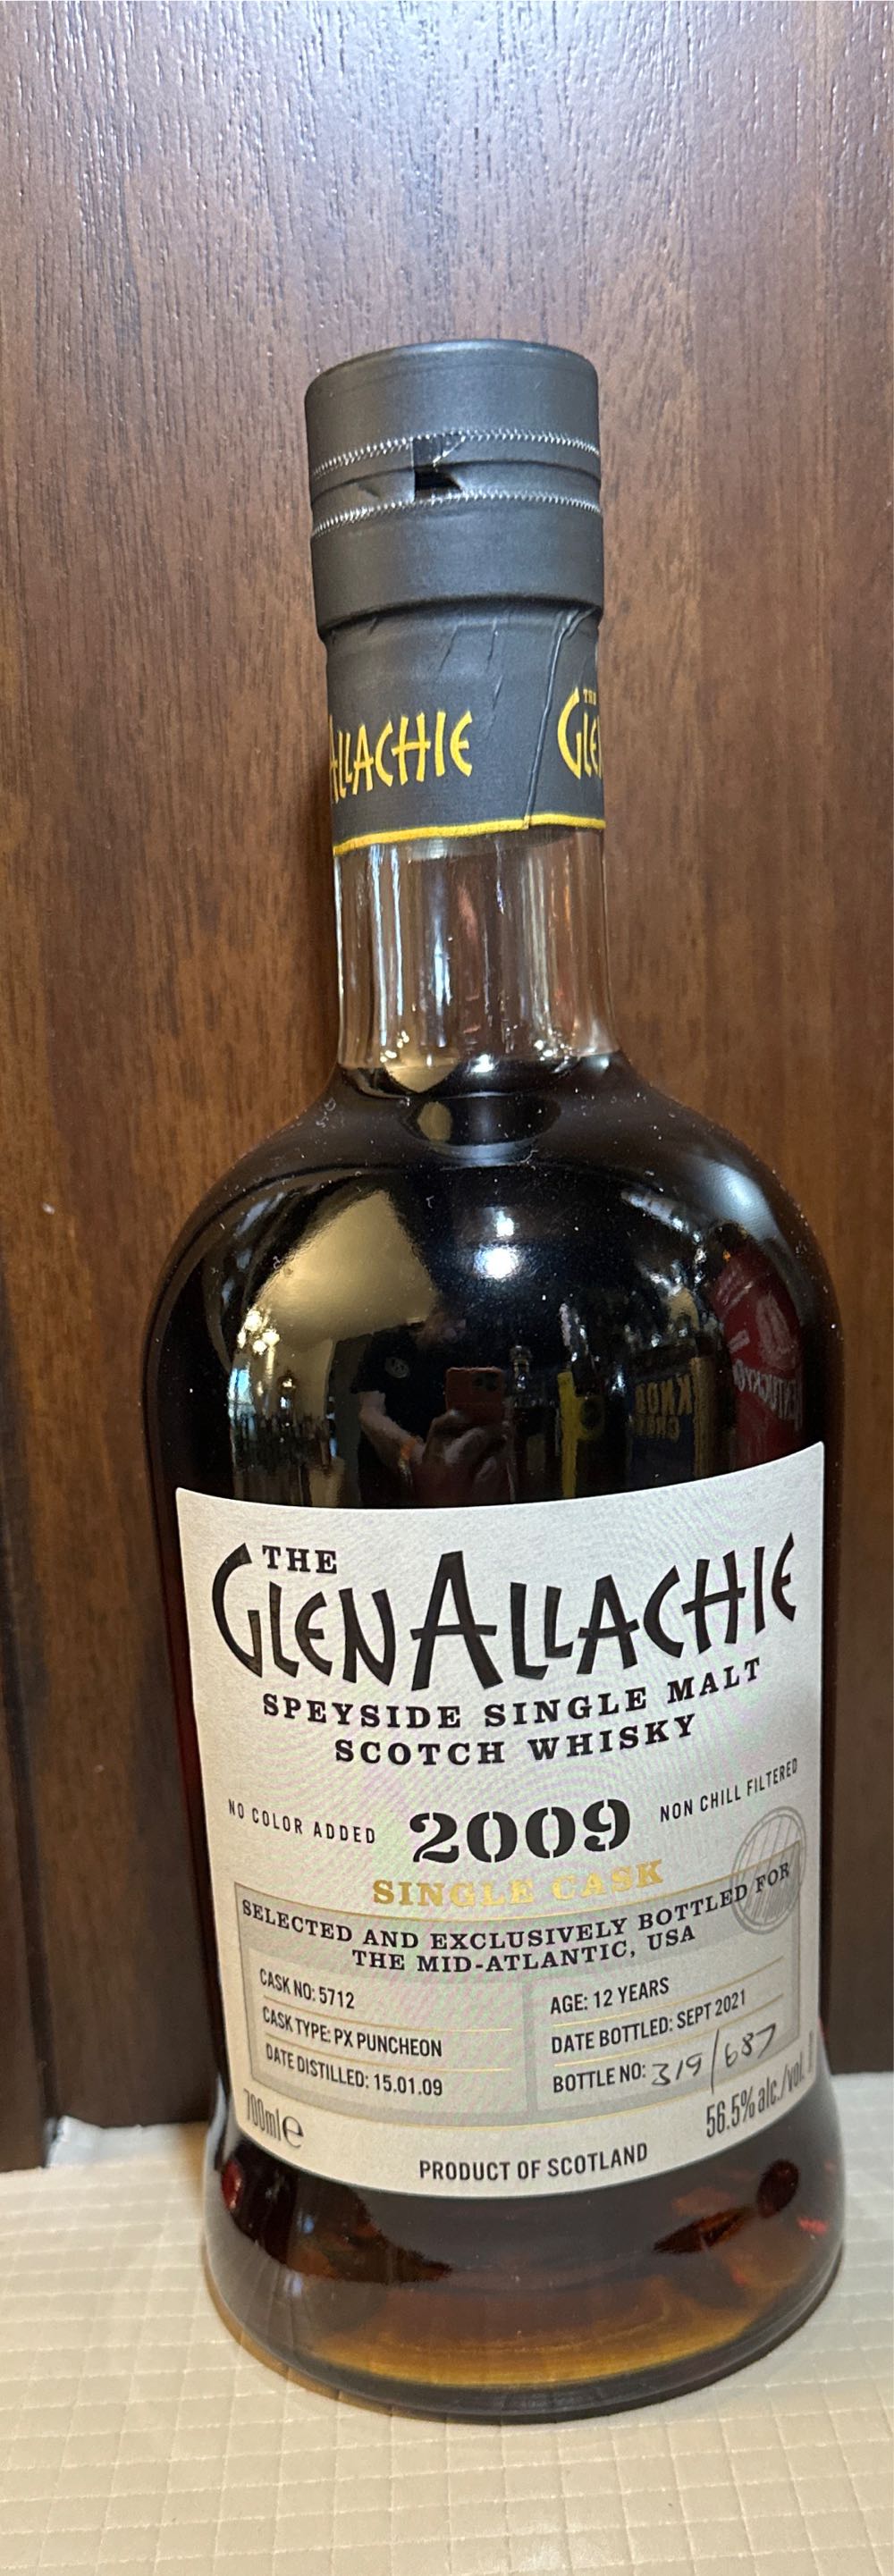 ALLACHIE
THE
GLE
THE
GLENALLACHIE
SPEYSIDE SINGLE MALT
SCOTCH WHISKY
NO COLOR ADDED
2009
NON CHILL FILTERED
SINGLE CASK
SELECTED AND EXCLUSIVELY BOTTLED FOR
THE MID-ATLANTIC, USA
CASK NO: 5712
CASK TYPE: PX PUNCHEON
DATE DISTILLED: 15.01.09
AGE: 12 YEARS
DATE BOTTLED: SEPT 2021
BOTTLE NO: 319/687
700ml e
56.5% alc./vol.
PRODUCT OF SCOTLAND